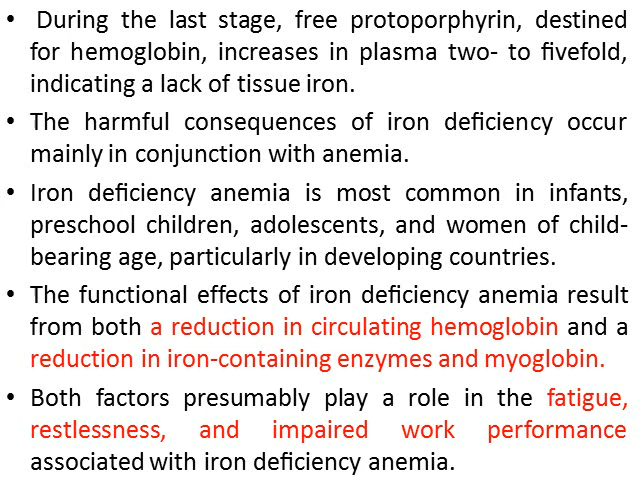 • During the last stage, free protoporphyrin, destined
for hemoglobin, increases in plasma two- to fivefold,
indicating a lack of tissue iron.
• The harmful consequences of iron deficiency occur
mainly in conjunction with anemia.
• Iron deficiency anemia is most common in infants,
preschool children, adolescents, and women of child-
bearing age, particularly in developing countries.
• The functional effects of iron deficiency anemia result
from both a reduction in circulating hemoglobin and a
reduction in iron-containing enzymes and myoglobin.
• Both factors presumably play a role in the fatigue,
restlessness, and impaired work performance
associated with iron deficiency anemia.